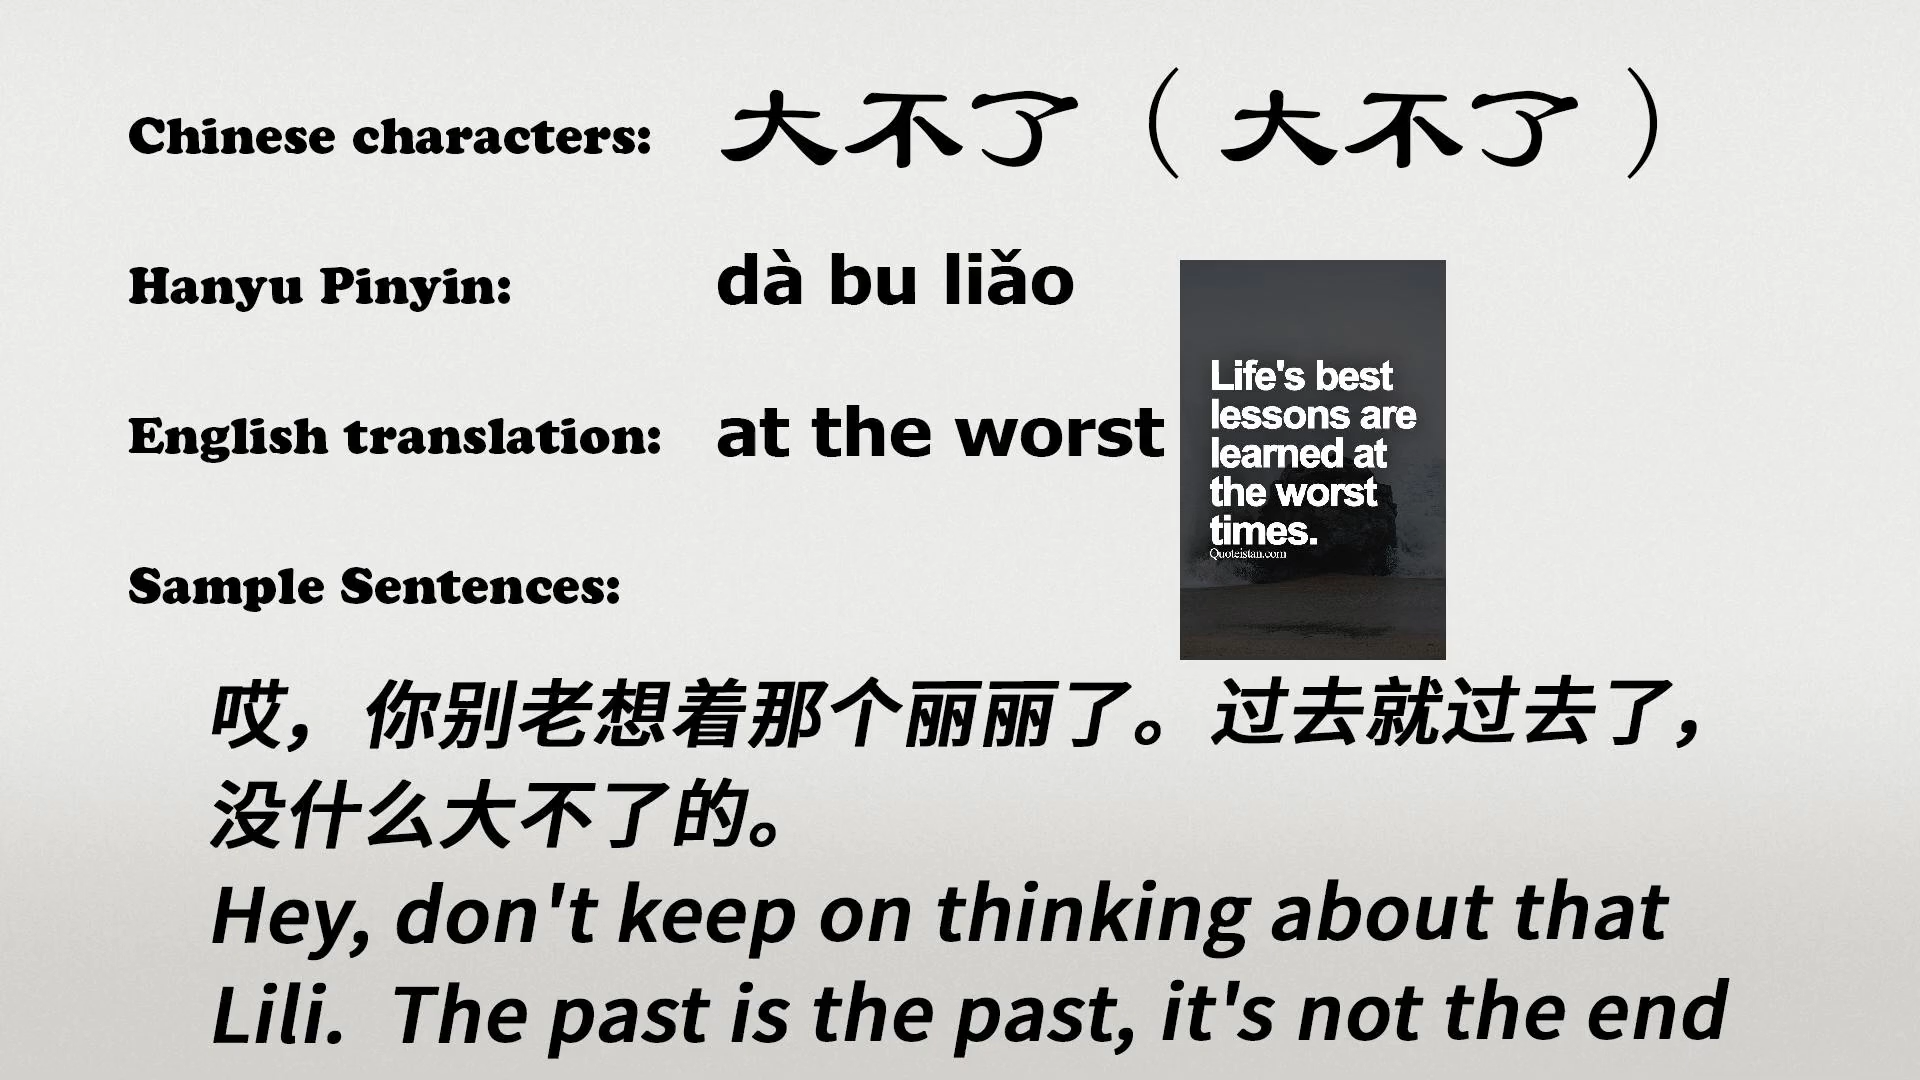 Chinese characters: 大不了（大不了）
Hanyu Pinyin: dà bu liǎo
English translation: at the worst
Life's best
lessons are
learned at
the worst
times.
Quoteistan.com
Sample Sentences:
哎，你别老想着那个丽丽了。过去就过去了，
没什么大不了的。
Hey, don't keep on thinking about that
Lili. The past is the past, it's not the end